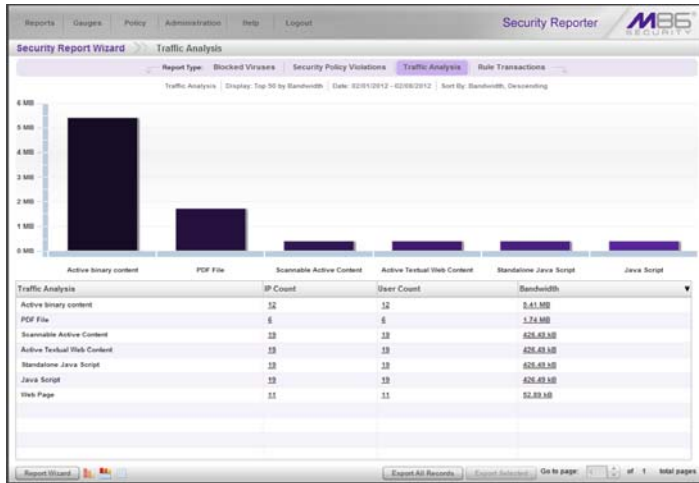 Reports Gauges Policy Administration Help Logout Security Reporter M86 SECURITY
Security Report Wizard Traffic Analysis
Report Type: Blocked Viruses Security Policy Violations Traffic Analysis Rule Transactions
Traffic Analysis Display: Top 50 by Bandwidth Date: 02/01/2012 - 02/08/2012 Sort By: Bandwidth, Descending
6 MB
5 MB
4 MB
3 MB
2 MB
1 MB
0 MB
Active binary content PDF File Scannable Active Content Active Textual Web Content Standalone Java Script Java Script
Traffic Analysis IP Count User Count Bandwidth
Active binary content 12 12 5.41 MB
PDF File 6 6 1.74 MB
Scannable Active Content 19 19 426.49 kB
Active Textual Web Content 19 19 426.49 kB
Standalone Java Script 19 19 426.49 kB
Java Script 19 19 426.49 kB
Web Page 11 11 52.89 kB
Report Wizard Export All Records Export Selected Go to page: of 1 total pages